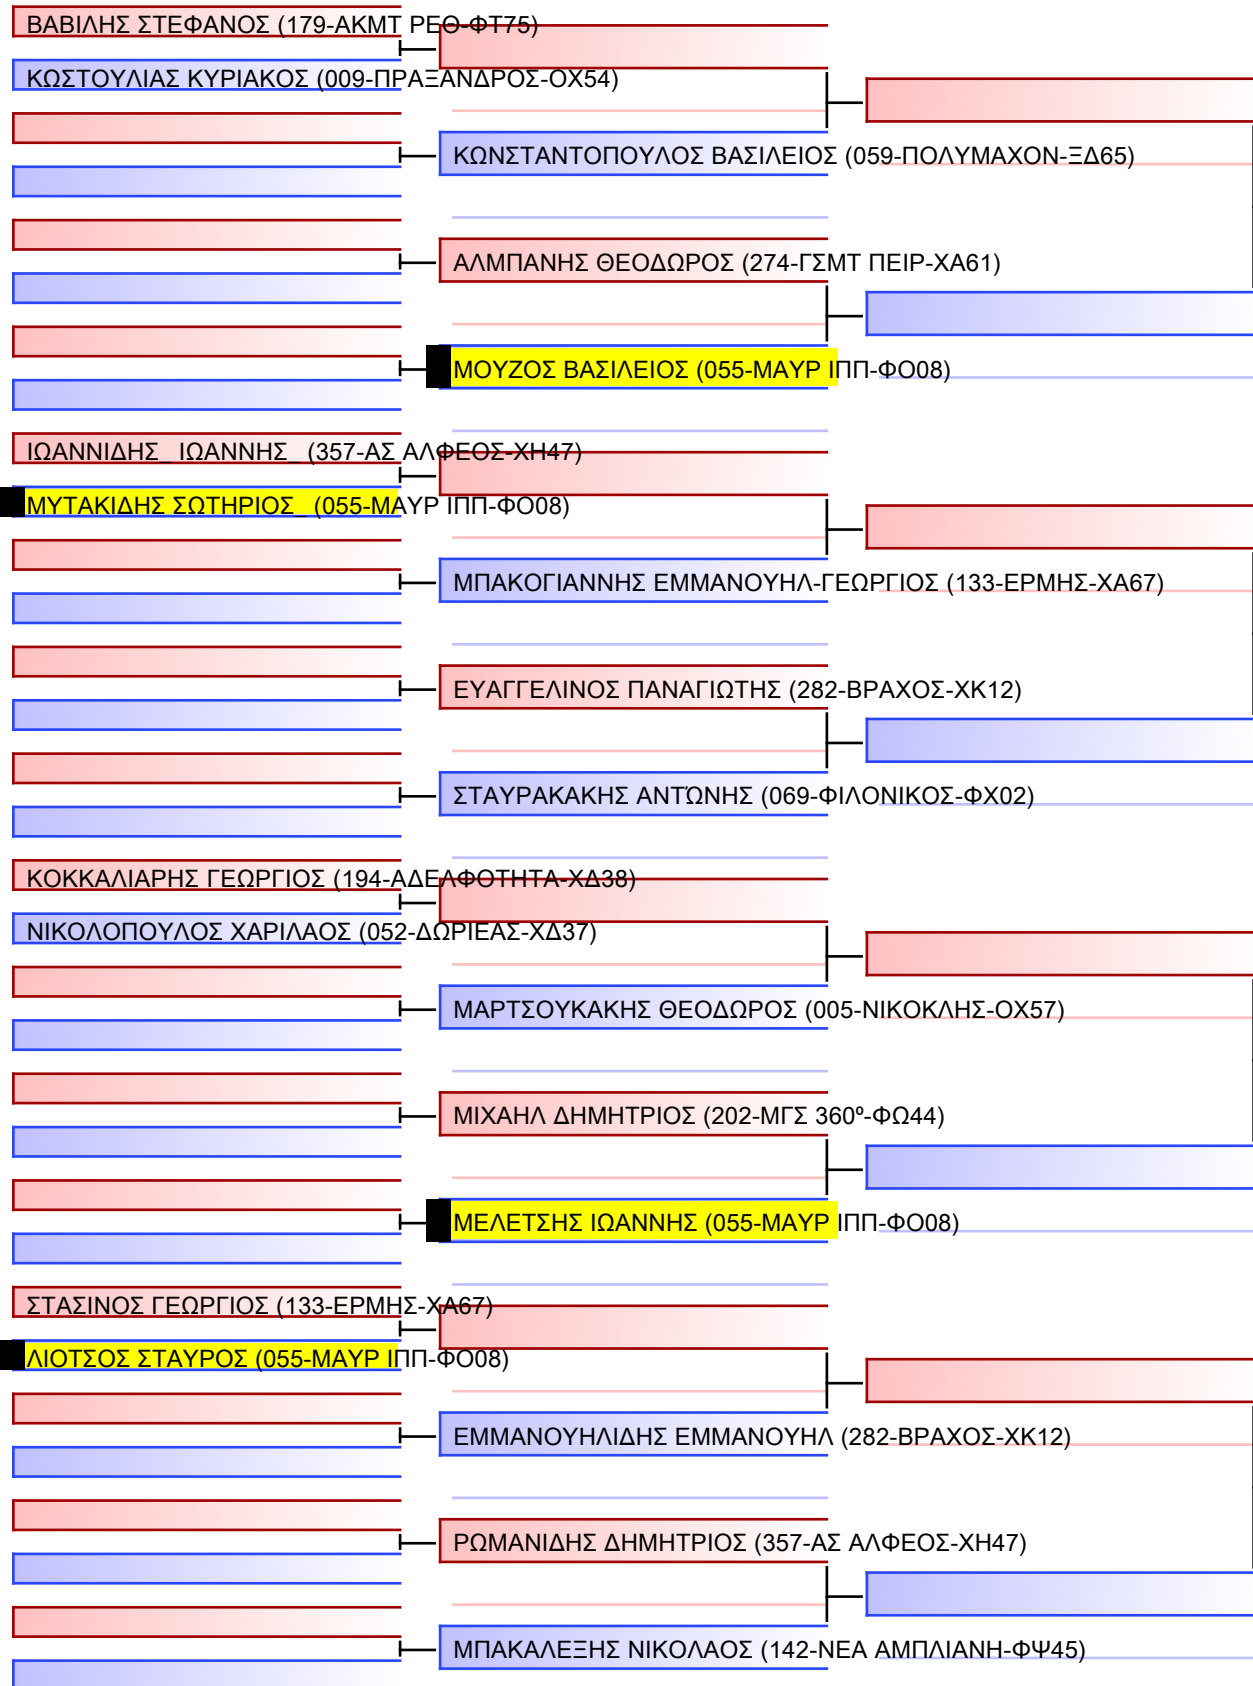 ΒΑΒΙΛΗΣ ΣΤΕΦΑΝΟΣ (179-ΑΚΜΤ ΡΕΘ-ΦΤ75)
ΚΩΣΤΟΥΛΙΑΣ ΚΥΡΙΑΚΟΣ (009-ΠΡΑΞΑΝΔΡΟΣ-ΟΧ54)
ΚΩΝΣΤΑΝΤΟΠΟΥΛΟΣ ΒΑΣΙΛΕΙΟΣ (059-ΠΟΛΥΜΑΧΟΝ-ΞΔ65)
ΑΛΜΠΑΝΗΣ ΘΕΟΔΩΡΟΣ (274-ΓΣΜΤ ΠΕΙΡ-ΧΑ61)
ΜΟΥΖΟΣ ΒΑΣΙΛΕΙΟΣ (055-ΜΑΥΡ ΙΠΠ-ΦΟ08)
ΙΩΑΝΝΙΔΗΣ_ ΙΩΑΝΝΗΣ_ (357-ΑΣ ΑΛΦΕΟΣ-ΧΗ47)
ΜΥΤΑΚΙΔΗΣ ΣΩΤΗΡΙΟΣ_ (055-ΜΑΥΡ ΙΠΠ-ΦΟ08)
ΜΠΑΚΟΓΙΑΝΝΗΣ ΕΜΜΑΝΟΥΗΛ-ΓΕΩΡΓΙΟΣ (133-ΕΡΜΗΣ-ΧΑ67)
ΕΥΑΓΓΕΛΙΝΟΣ ΠΑΝΑΓΙΩΤΗΣ (282-ΒΡΑΧΟΣ-ΧΚ12)
ΣΤΑΥΡΑΚΑΚΗΣ ΑΝΤΏΝΗΣ (069-ΦΙΛΟΝΙΚΟΣ-ΦΧ02)
ΚΟΚΚΑΛΙΑΡΗΣ ΓΕΩΡΓΙΟΣ (194-ΑΔΕΛΦΟΤΗΤΑ-ΧΔ38)
ΝΙΚΟΛΟΠΟΥΛΟΣ ΧΑΡΙΛΑΟΣ (052-ΔΩΡΙΕΑΣ-ΧΔ37)
ΜΑΡΤΣΟΥΚΑΚΗΣ ΘΕΟΔΩΡΟΣ (005-ΝΙΚΟΚΛΗΣ-ΟΧ57)
ΜΙΧΑΗΛ ΔΗΜΗΤΡΙΟΣ (202-ΜΓΣ 360º-ΦΩ44)
ΜΕΛΕΤΣΗΣ ΙΩΑΝΝΗΣ (055-ΜΑΥΡ ΙΠΠ-ΦΟ08)
ΣΤΑΣΙΝΟΣ ΓΕΩΡΓΙΟΣ (133-ΕΡΜΗΣ-ΧΑ67)
ΛΙΟΤΣΟΣ ΣΤΑΥΡΟΣ (055-ΜΑΥΡ ΙΠΠ-ΦΟ08)
ΕΜΜΑΝΟΥΗΛΙΔΗΣ ΕΜΜΑΝΟΥΗΛ (282-ΒΡΑΧΟΣ-ΧΚ12)
ΡΩΜΑΝΙΔΗΣ ΔΗΜΗΤΡΙΟΣ (357-ΑΣ ΑΛΦΕΟΣ-ΧΗ47)
ΜΠΑΚΑΛΕΞΗΣ ΝΙΚΟΛΑΟΣ (142-ΝΕΑ ΑΜΠΛΙΑΝΗ-ΦΨ45)